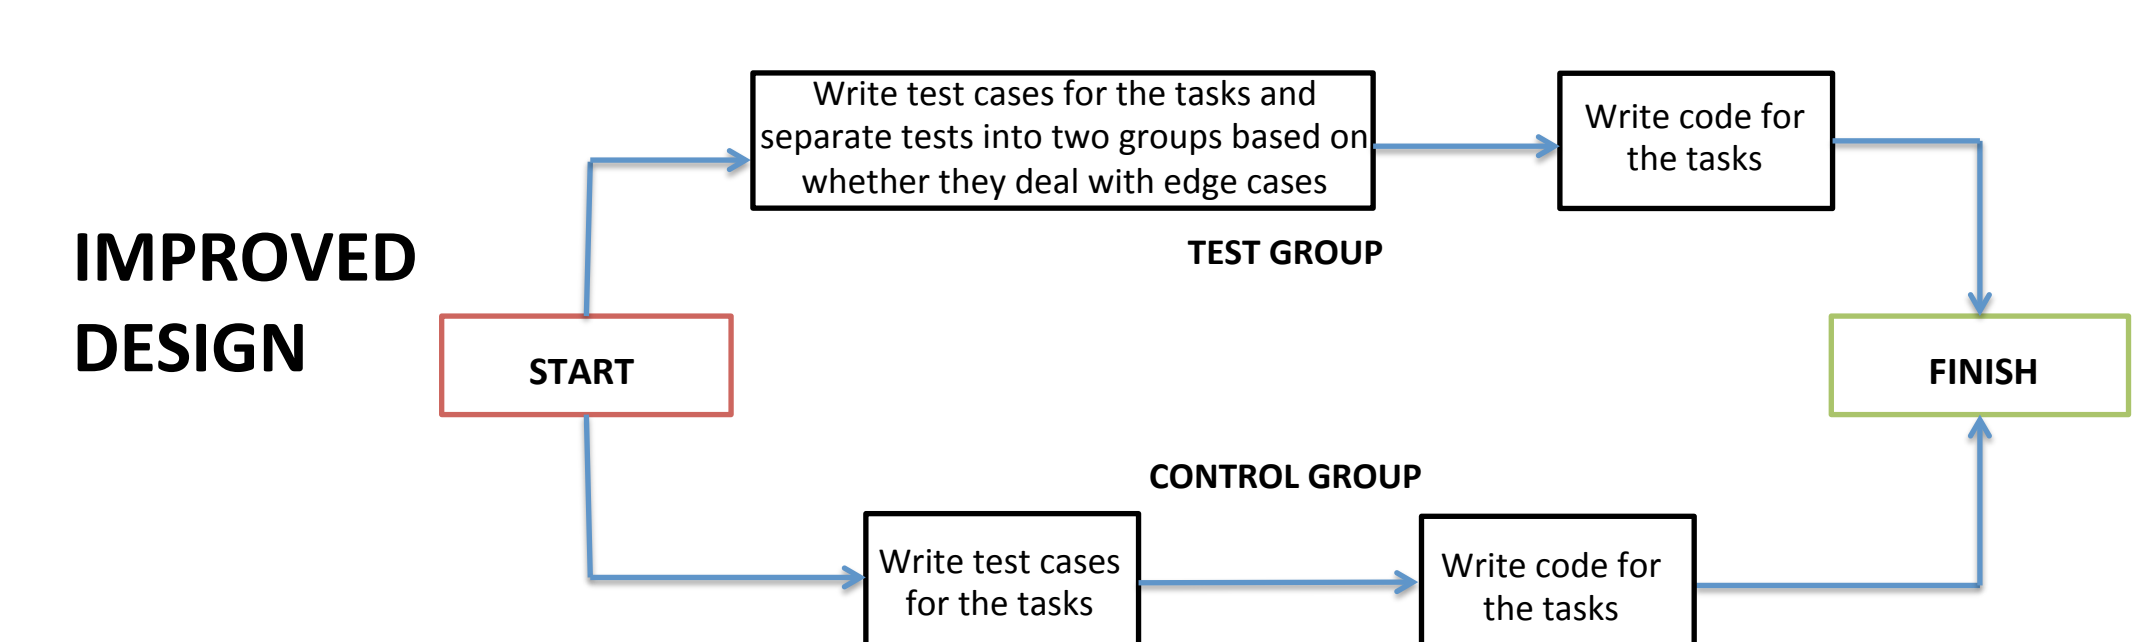 Write test cases for the tasks and
separate tests into two groups based on
whether they deal with edge cases
Write code for
the tasks
TEST GROUP
IMPROVED
DESIGN
START
FINISH
CONTROL GROUP
Write test cases
for the tasks
Write code for
the tasks